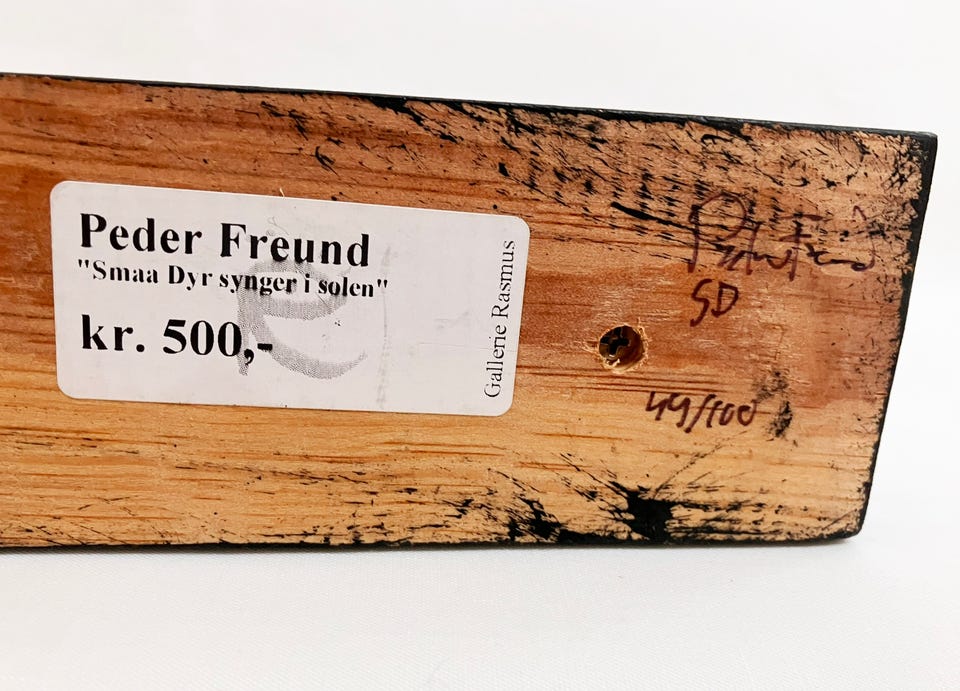 Peder Freund
"Smaa Dyr synger i solen"
kr. 500,-
Gallerie Rasmus
SD
49/100